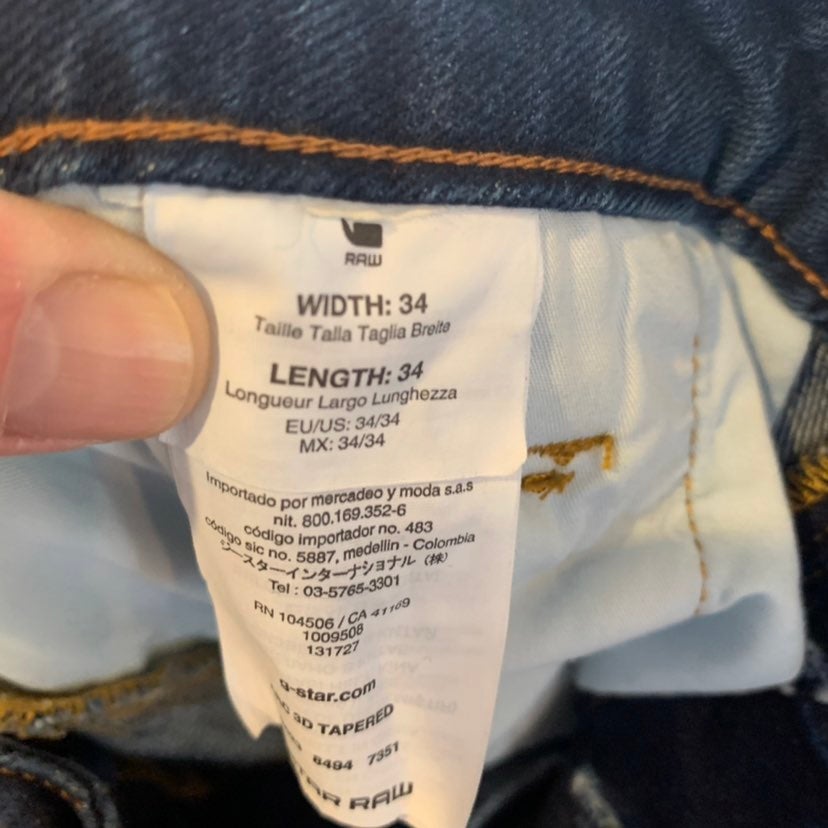 RAW
WIDTH: 34
Taille Talla Taglia Breite
LENGTH: 34
Longueur Largo Lunghezza
EU/US: 34/34
MX: 34/34
Importado por mercadeo y moda s.a.s
nit. 800.169.352-6
código importador no. 483
código sic no. 5887, medellin - Colombia
ジースターインターナショナル（株）
Tel : 03-5765-3301
RN 104506 / CA 41169
1009508
131727
g-star.com
3D TAPERED
8494 7351
RAW